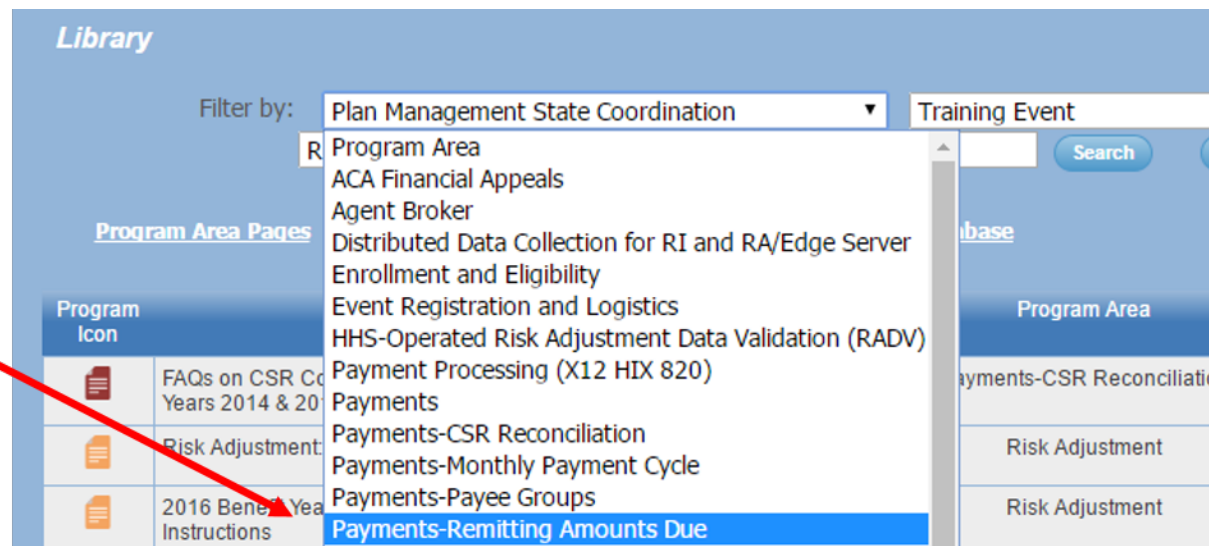 Library
Filter by: Plan Management State Coordination Training Event
R
Search
Program Area
ACA Financial Appeals
Agent Broker
Distributed Data Collection for RI and RA/Edge Server
Enrollment and Eligibility
Event Registration and Logistics
HHS-Operated Risk Adjustment Data Validation (RADV)
Payment Processing (X12 HIX 820)
Payments
Payments-CSR Reconciliation
Payments-Monthly Payment Cycle
Payments-Payee Groups
Payments-Remitting Amounts Due
Program Area Pages
Program Icon
Program Area
FAQs on CSR
Years 2014 &
Risk Adjustment:
Risk Adjustment
2016
Instructions
Risk Adjustment